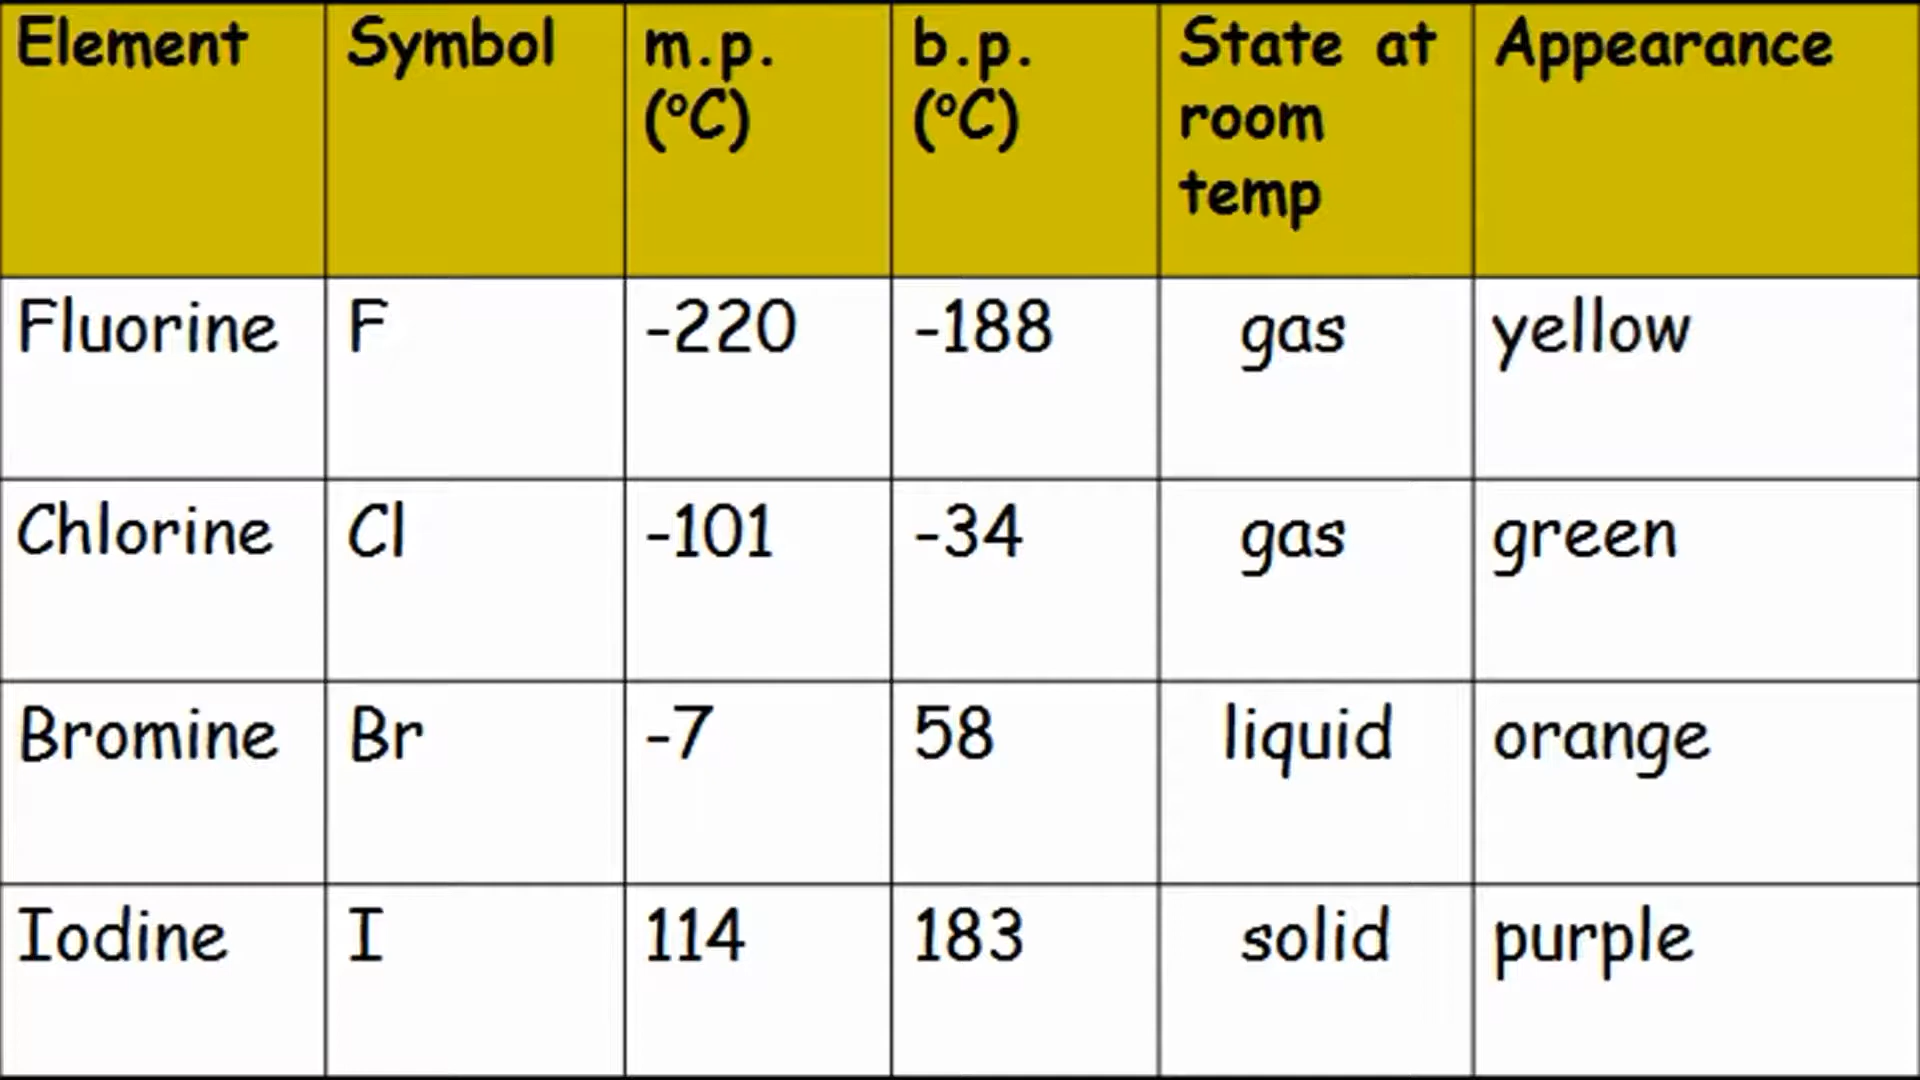 Element Symbol m.p. (°C) b.p. (°C) State at room temp Appearance
Fluorine F -220 -188 gas yellow
Chlorine Cl -101 -34 gas green
Bromine Br -7 58 liquid orange
Iodine I 114 183 solid purple